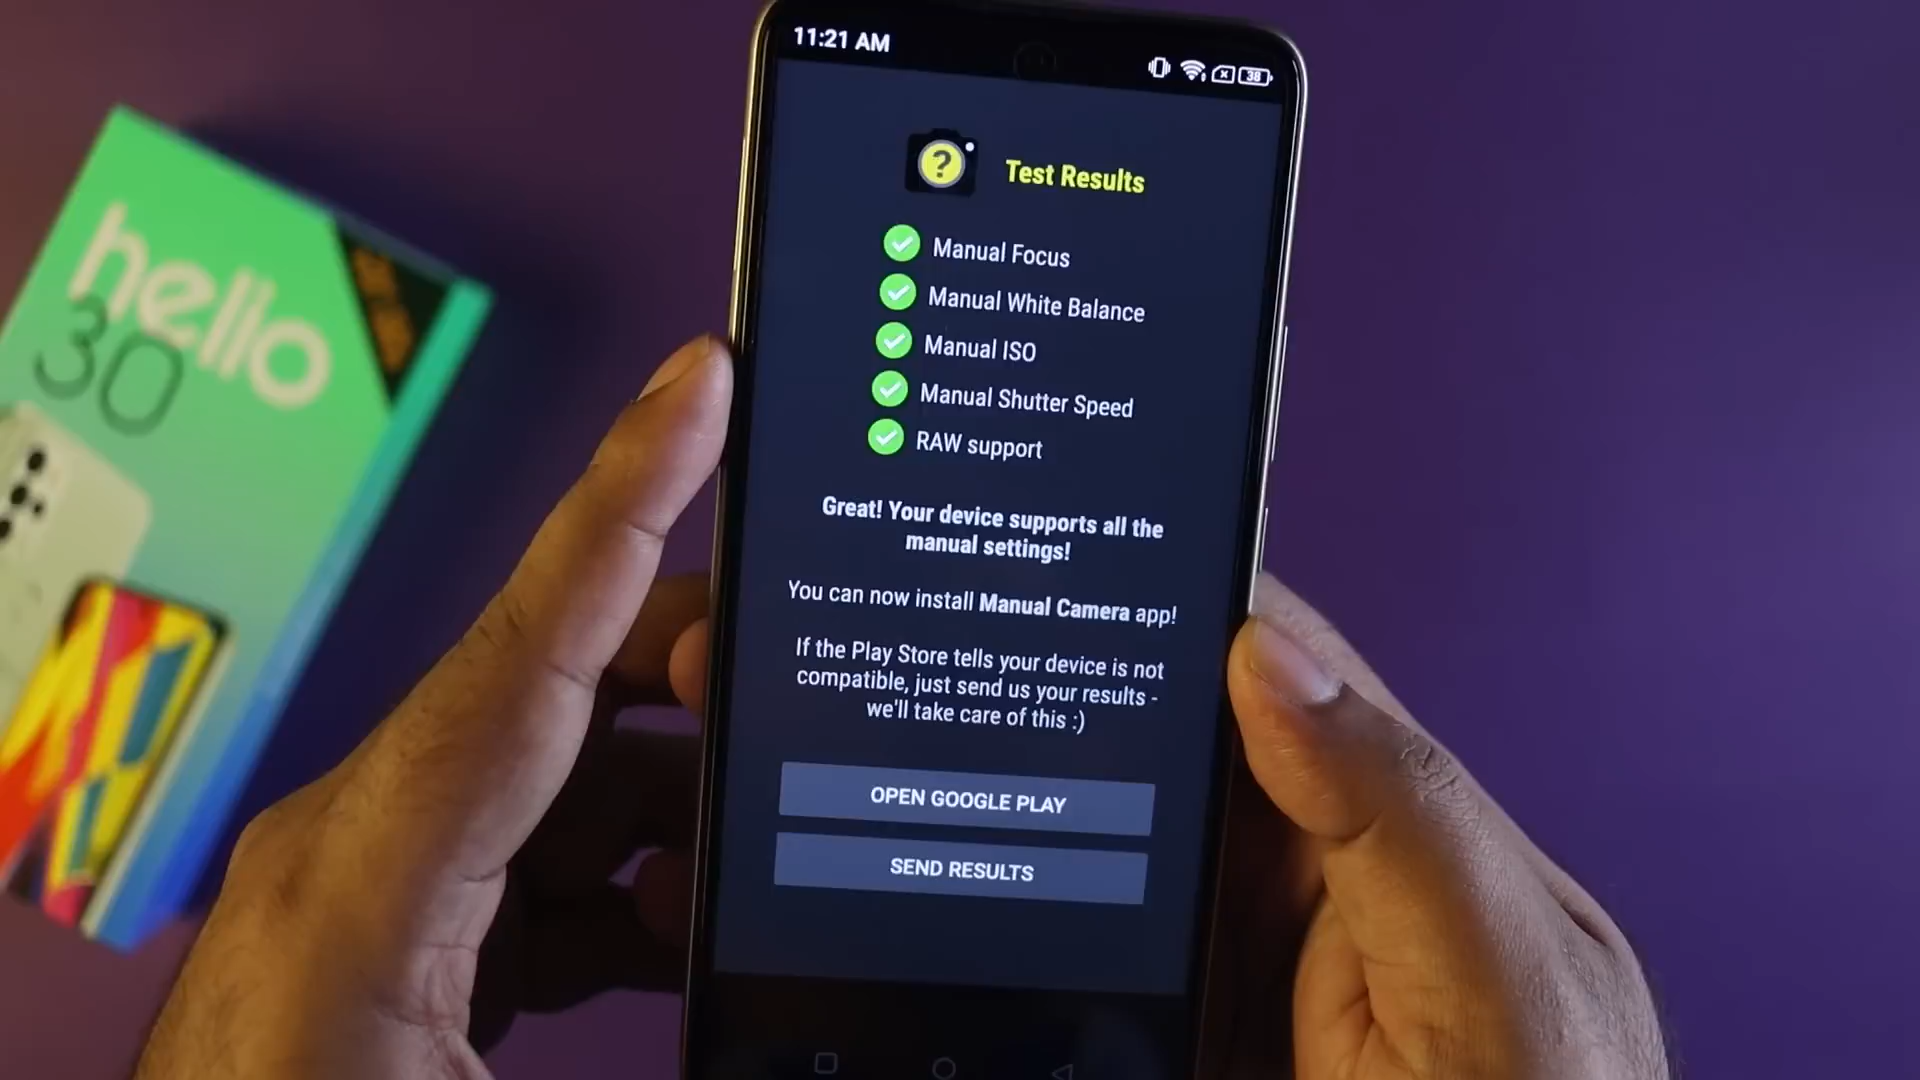 hello
30
11:21 AM
38
? Test Results
Manual Focus
Manual White Balance
Manual ISO
Manual Shutter Speed
RAW support
Great! Your device supports all the
manual settings!
You can now install Manual Camera app!
If the Play Store tells your device is not
compatible, just send us your results -
we'll take care of this :)
OPEN GOOGLE PLAY
SEND RESULTS